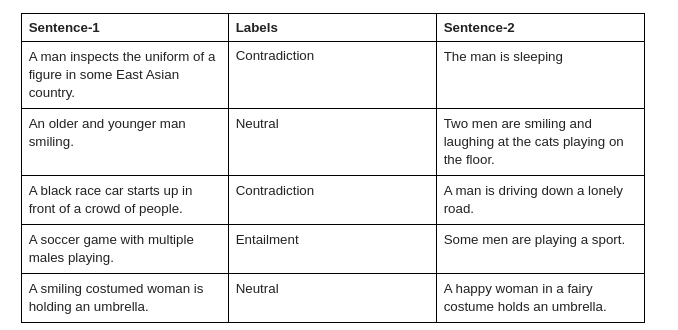 Sentence-1 Labels Sentence-2
A man inspects the uniform of a Contradiction The man is sleeping
figure in some East Asian
country.
An older and younger man Neutral Two men are smiling and
smiling. laughing at the cats playing on
the floor.
A black race car starts up in Contradiction A man is driving down a lonely
front of a crowd of people. road.
A soccer game with multiple Entailment Some men are playing a sport.
males playing.
A smiling costumed woman is Neutral A happy woman in a fairy
holding an umbrella. costume holds an umbrella.